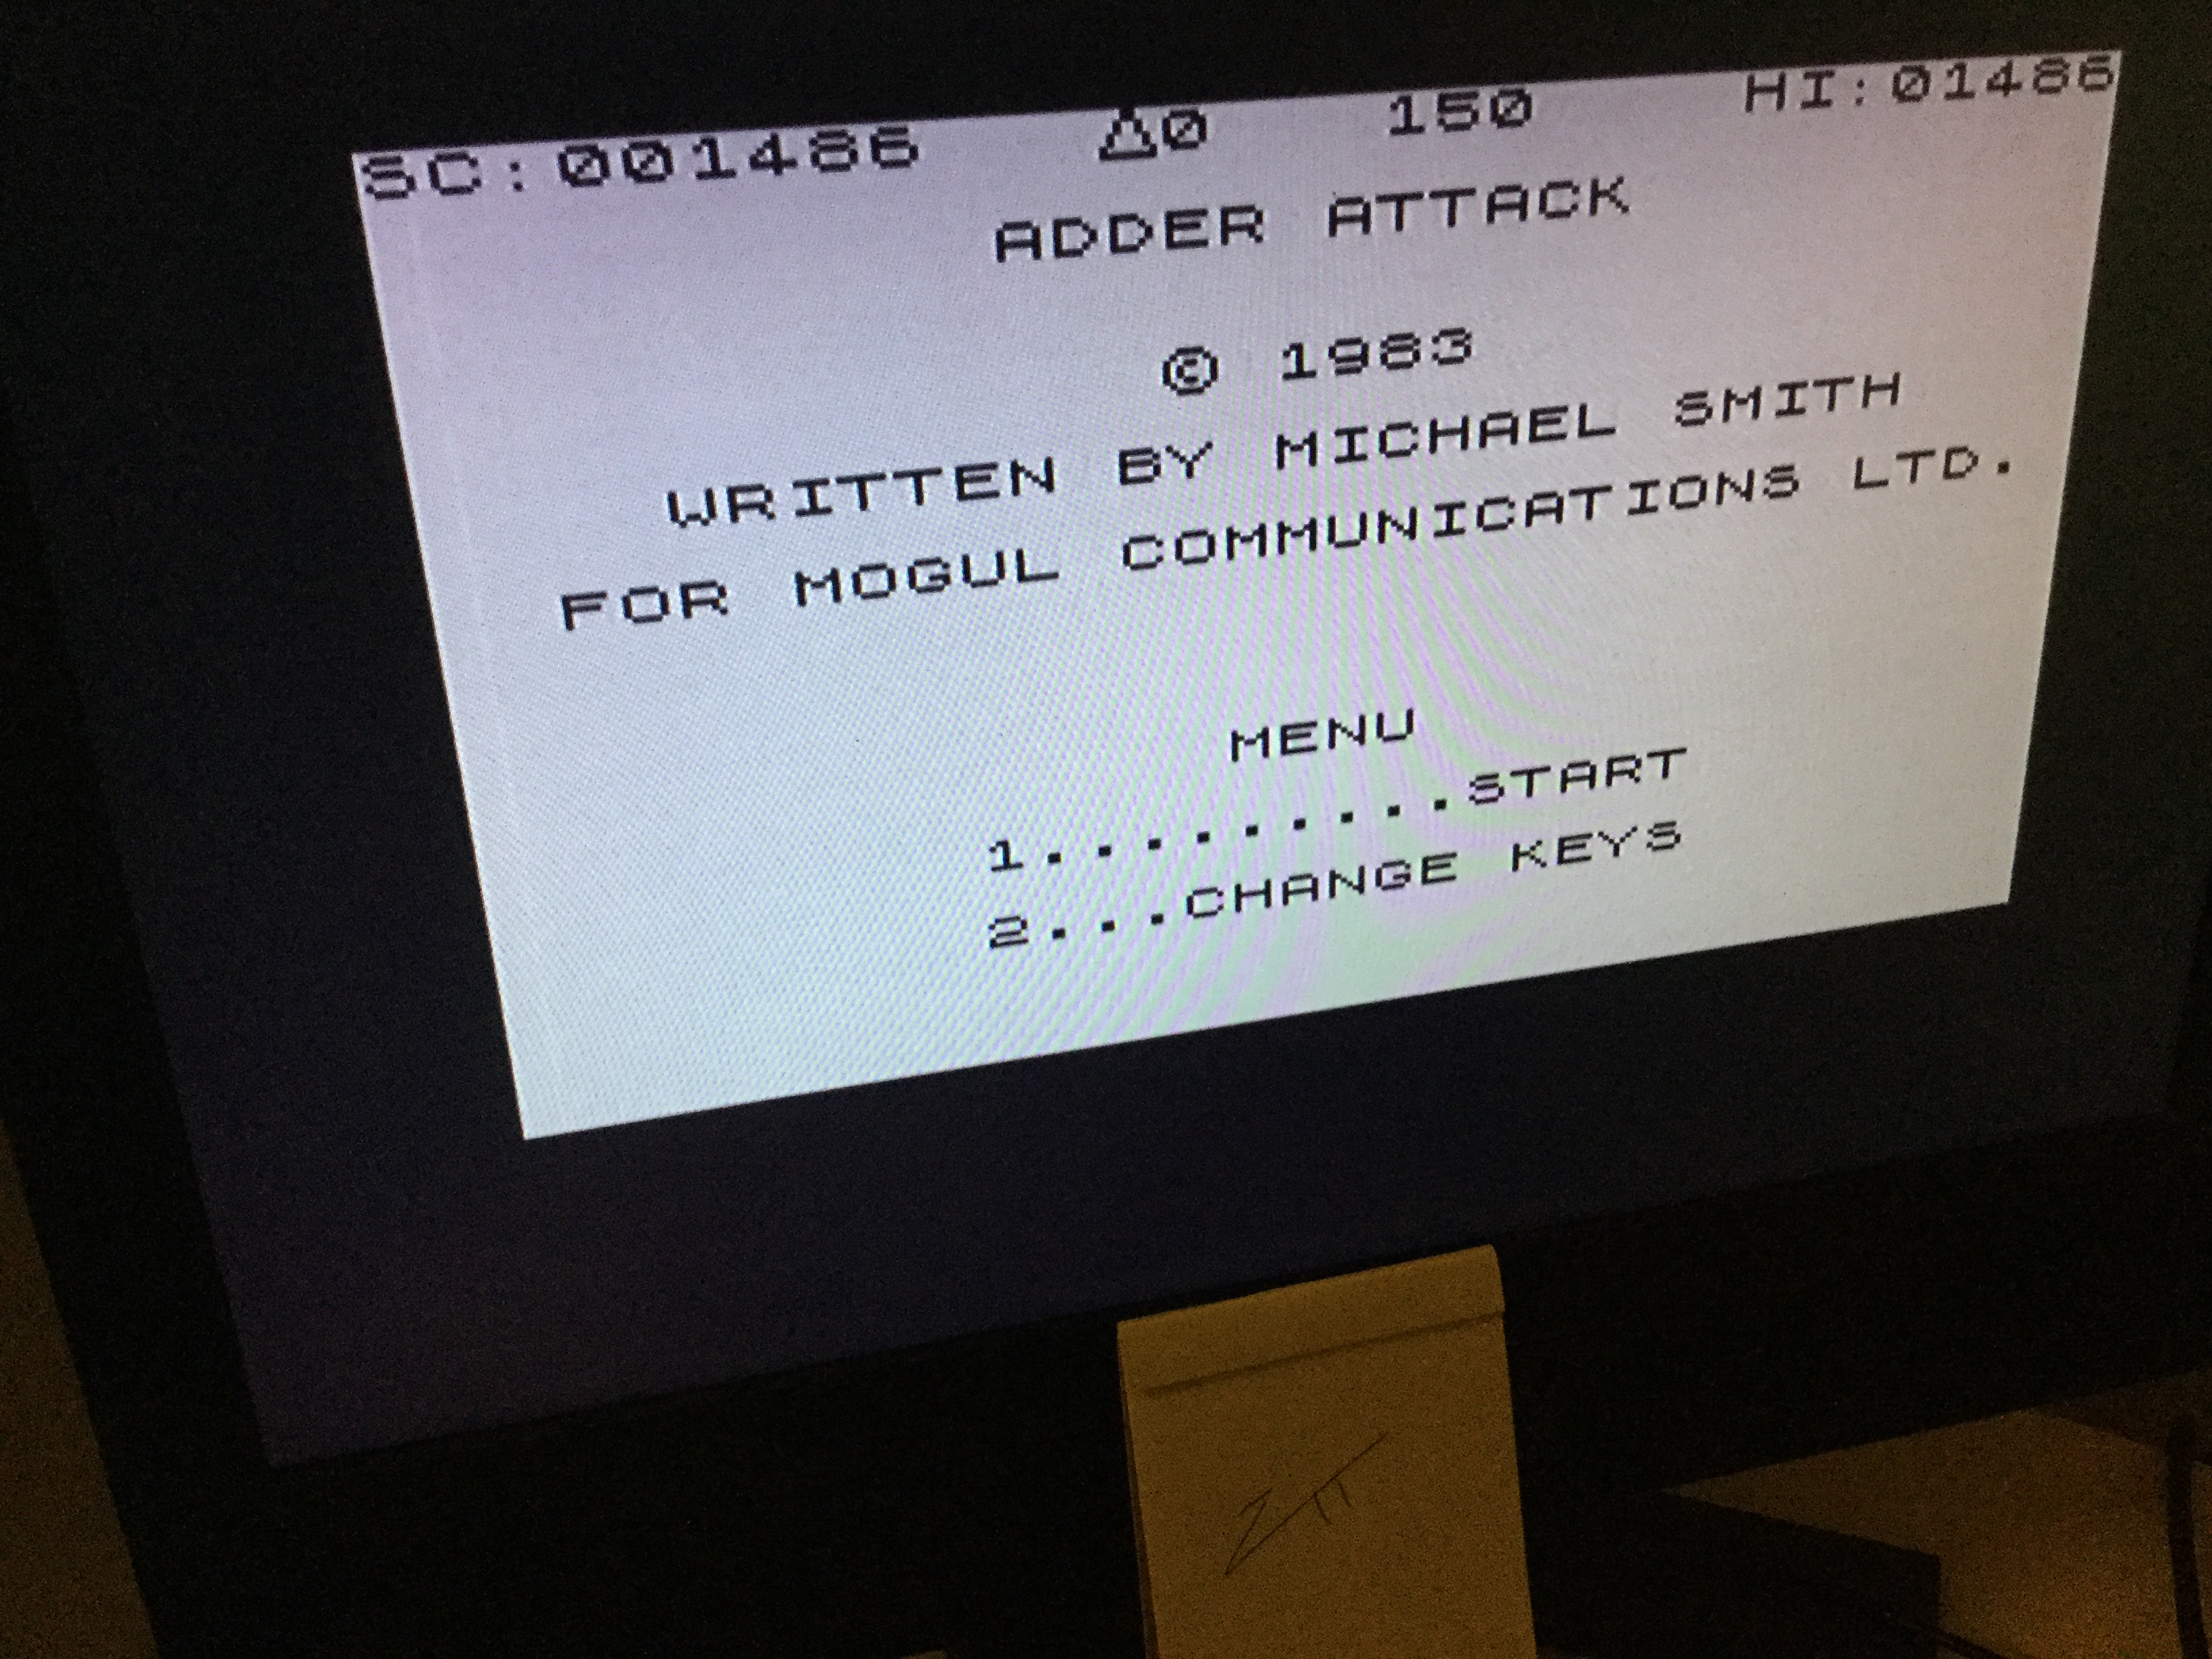 SC:001486 △0 150 HI:01486
ADDER ATTACK
© 1983
WRITTEN BY MICHAEL SMITH
FOR MOGUL COMMUNICATIONS LTD.
MENU
1.........START
2...CHANGE KEYS